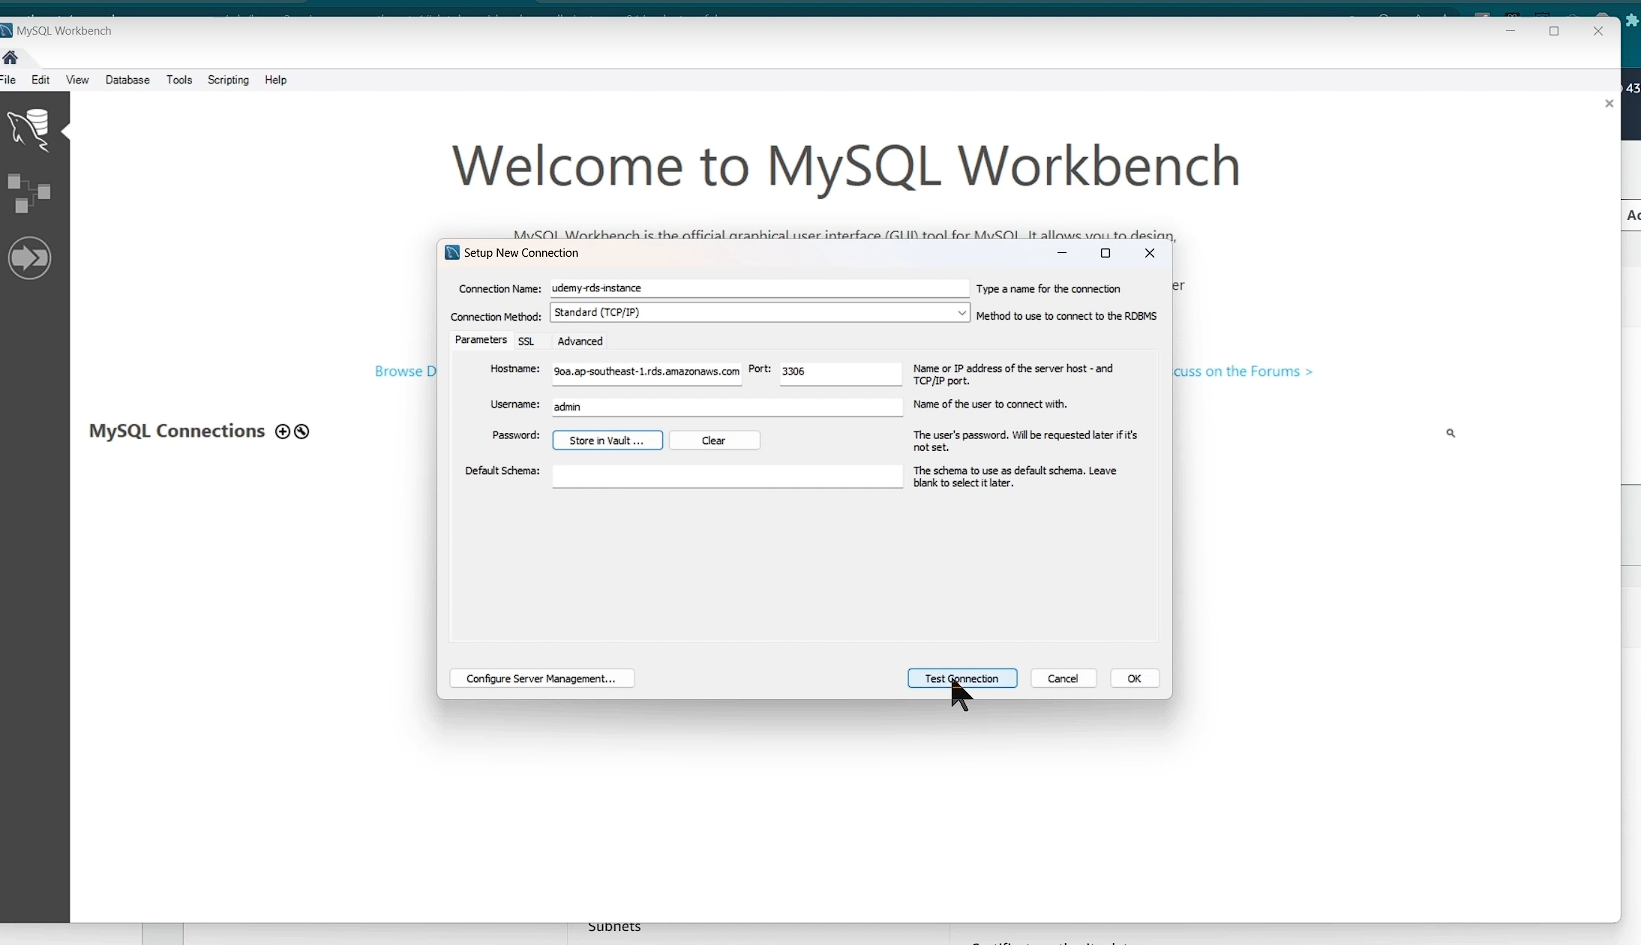 MySQL Workbench
File Edit View Database Tools Scripting Help
43
Welcome to MySQL Workbench
MySQL Workbench is the official graphical user interface (GUI) tool for MySQL. It allows you to design,
Setup New Connection
er
Connection Name: udemy-rds-instance Type a name for the connection
Connection Method: Standard (TCP/IP) Method to use to connect to the RDBMS
Parameters SSL Advanced
Hostname: 9oa.ap-southeast-1.rds.amazonaws.com Port: 3306 Name or IP address of the server host - and
TCP/IP port.
Browse D
cuss on the Forums >
Username: admin Name of the user to connect with.
Password: Store in Vault ... Clear The user's password. Will be requested later if it's
not set.
MySQL Connections
Default Schema: The schema to use as default schema. Leave
blank to select it later.
Configure Server Management... Test Connection Cancel OK
Subnets